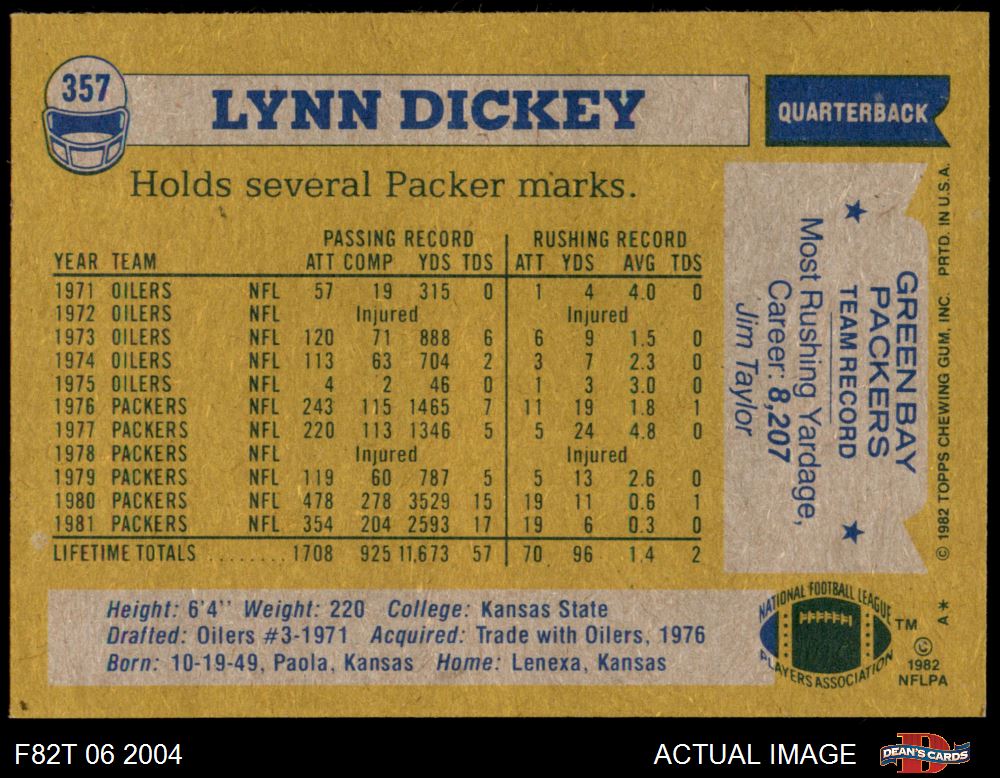 357
LYNN DICKEY
QUARTERBACK
Holds several Packer marks.
PASSING RECORD RUSHING RECORD
YEAR TEAM ATT COMP YDS TDS ATT YDS AVG TDS
1971 OILERS NFL 57 19 315 0 1 4 4.0 0
1972 OILERS NFL Injured Injured
1973 OILERS NFL 120 71 888 6 6 9 1.5 0
1974 OILERS NFL 113 63 704 2 3 7 2.3 0
1975 OILERS NFL 4 2 46 0 1 3 3.0 0
1976 PACKERS NFL 243 115 1465 7 11 19 1.8 1
1977 PACKERS NFL 220 113 1346 5 5 24 4.8 0
1978 PACKERS NFL Injured Injured
1979 PACKERS NFL 119 60 787 5 5 13 2.6 0
1980 PACKERS NFL 478 278 3529 15 19 11 0.6 1
1981 PACKERS NFL 354 204 2593 17 19 6 0.3 0
LIFETIME TOTALS ........ 1708 925 11,673 57 70 96 1.4 2
GREEN BAY
PACKERS
TEAM RECORD
Most Rushing Yardage,
Career: 8,207
Jim Taylor
© 1982 TOPPS CHEWING GUM, INC. PRTD. IN U.S.A.
Height: 6'4" Weight: 220 College: Kansas State
Drafted: Oilers #3-1971 Acquired: Trade with Oilers, 1976
Born: 10-19-49, Paola, Kansas Home: Lenexa, Kansas
NATIONAL FOOTBALL LEAGUE
PLAYERS ASSOCIATION
TM
A*
©
1982
NFLPA
F82T 06 2004
ACTUAL IMAGE
DEAN'S CARDS